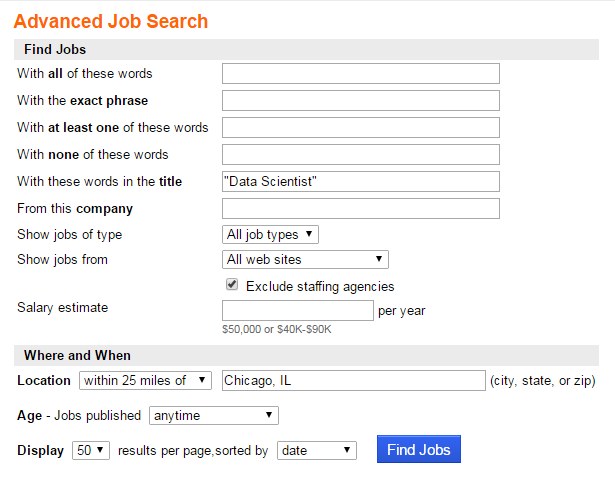 Advanced Job Search
Find Jobs
With all of these words
With the exact phrase
With at least one of these words
With none of these words
With these words in the title "Data Scientist"
From this company
Show jobs of type All job types
Show jobs from All web sites
Exclude staffing agencies
Salary estimate per year
$50,000 or $40K-$90K
Where and When
Location within 25 miles of Chicago, IL (city, state, or zip)
Age - Jobs published anytime
Display 50 results per page,sorted by date Find Jobs